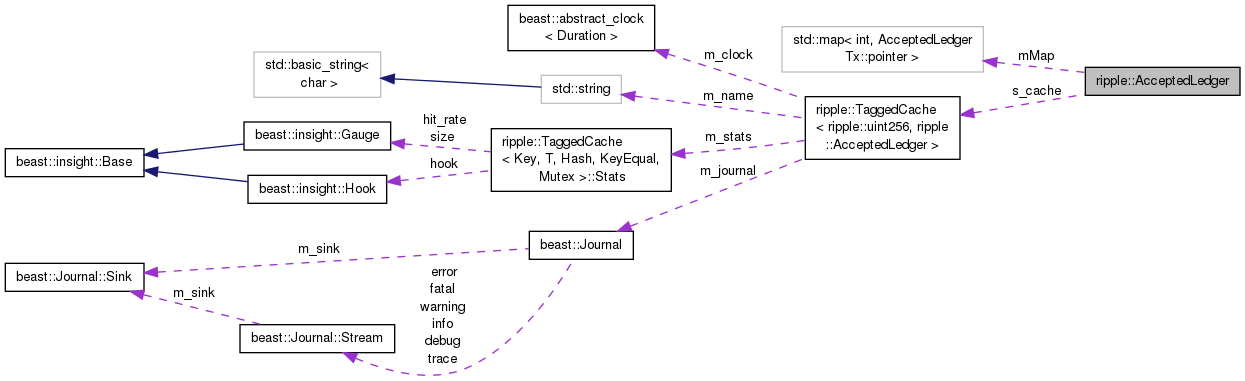 beast::abstract_clock
< Duration >
std::map< int, AcceptedLedger
Tx::pointer >
mMap
ripple::AcceptedLedger
s_cache
m_clock
std::basic_string<
char >
std::string
m_name
ripple::TaggedCache
< ripple::uint256, ripple
::AcceptedLedger >
hit_rate
size
hook
beast::insight::Gauge
beast::insight::Base
beast::insight::Hook
ripple::TaggedCache
< Key, T, Hash, KeyEqual,
Mutex >::Stats
m_stats
m_journal
beast::Journal
m_sink
beast::Journal::Sink
m_sink
beast::Journal::Stream
error
fatal
warning
info
debug
trace